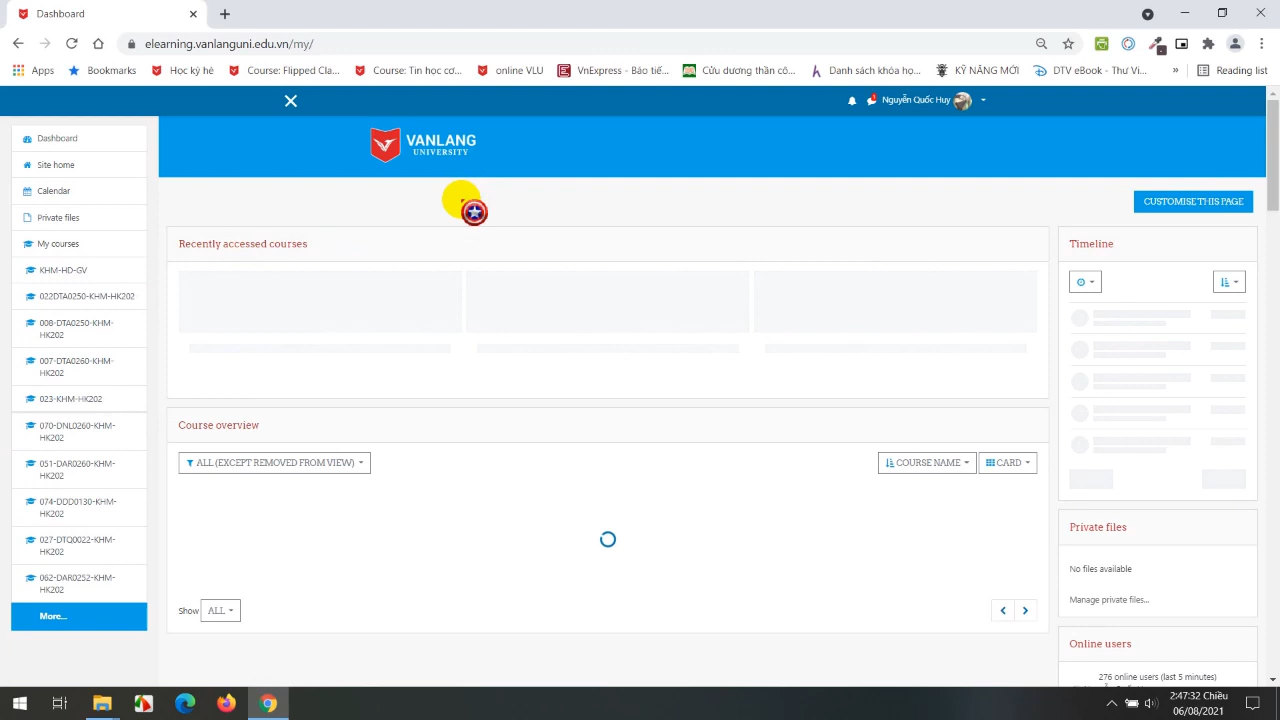 Dashboard
elearning.vanlanguni.edu.vn/my/
Apps
Bookmarks
Học kỳ hè
Course: Flipped Cla...
Course: Tin học cơ...
online VLU
VnExpress - Báo tiế...
Cửu dương thần cô...
Danh sách khóa họ...
KỸ NĂNG MỚI
DTV eBook - Thư Vi...
»
Reading list
Nguyễn Quốc Huy
VANLANG
UNIVERSITY
CUSTOMISE THIS PAGE
Dashboard
Site home
Calendar
Private files
My courses
KHM-HD-GV
022DTA0250-KHM-HK202
008-DTA0250-KHM-
HK202
007-DTA0260-KHM-
HK202
023-KHM-HK202
070-DNL0260-KHM-
HK202
051-DAR0260-KHM-
HK202
074-DDD0130-KHM-
HK202
027-DTQ0022-KHM-
HK202
062-DAR0252-KHM-
HK202
More...
Recently accessed courses
Course overview
ALL (EXCEPT REMOVED FROM VIEW)
COURSE NAME
CARD
Show
ALL
Timeline
Private files
No files available
Manage private files...
Online users
276 online users (last 5 minutes)
2:47:32 Chiều
06/08/2021